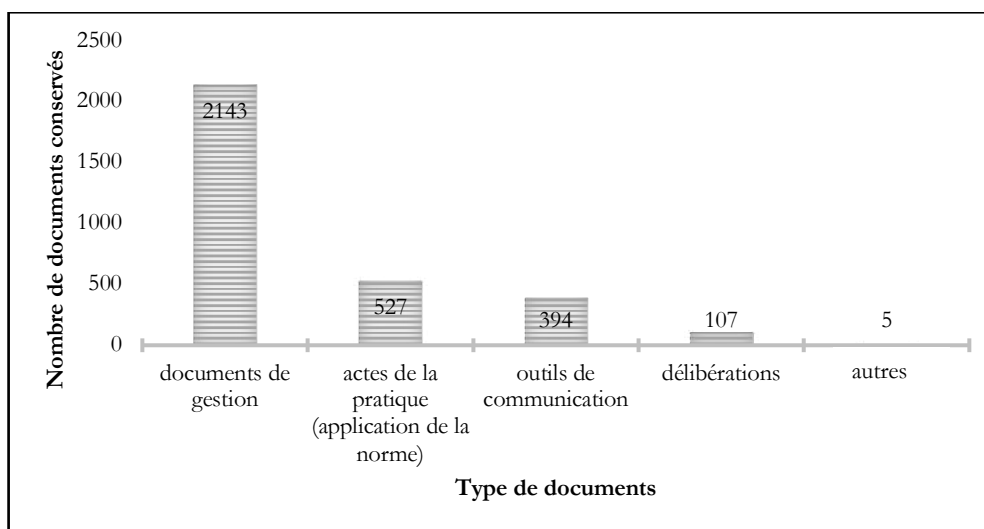 Nombre de documents conservés
2500
2000
1500
1000
500
0
2143
527
394
107
5
documents de
gestion
actes de la
pratique
(application de la
norme)
outils de
communication
délibérations
autres
Type de documents